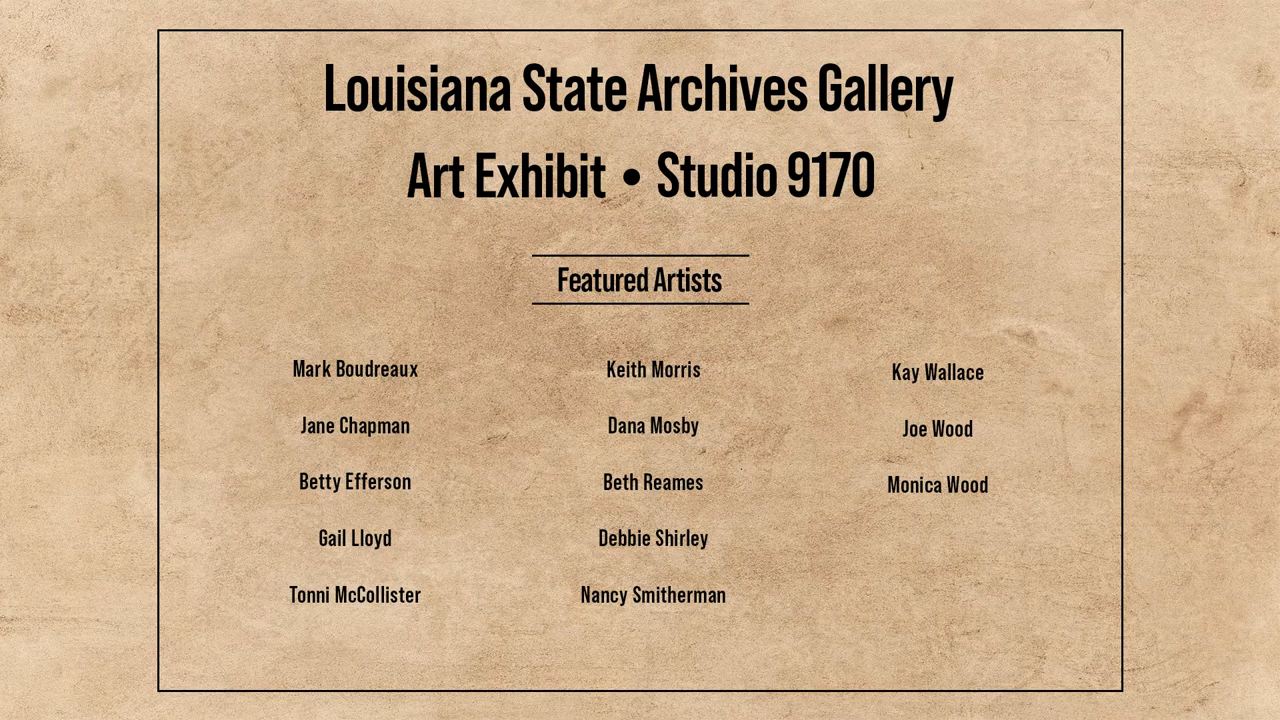 Louisiana State Archives Gallery
Art Exhibit • Studio 9170
Featured Artists
Mark Boudreaux
Jane Chapman
Betty Efferson
Gail Lloyd
Tonni McCollister
Keith Morris
Dana Mosby
Beth Reames
Debbie Shirley
Nancy Smitherman
Kay Wallace
Joe Wood
Monica Wood